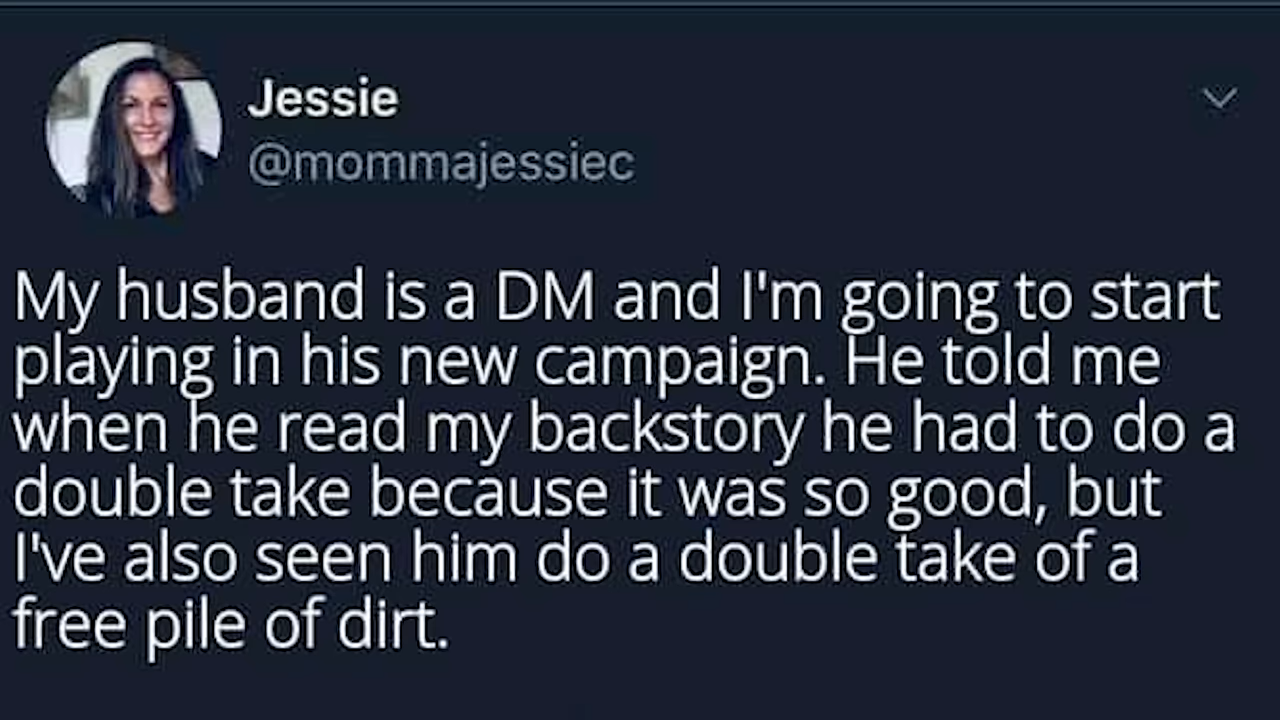 Jessie
@mommajessiec
My husband is a DM and I'm going to start
playing in his new campaign. He told me
when he read my backstory he had to do a
double take because it was so good, but
I've also seen him do a double take of a
free pile of dirt.